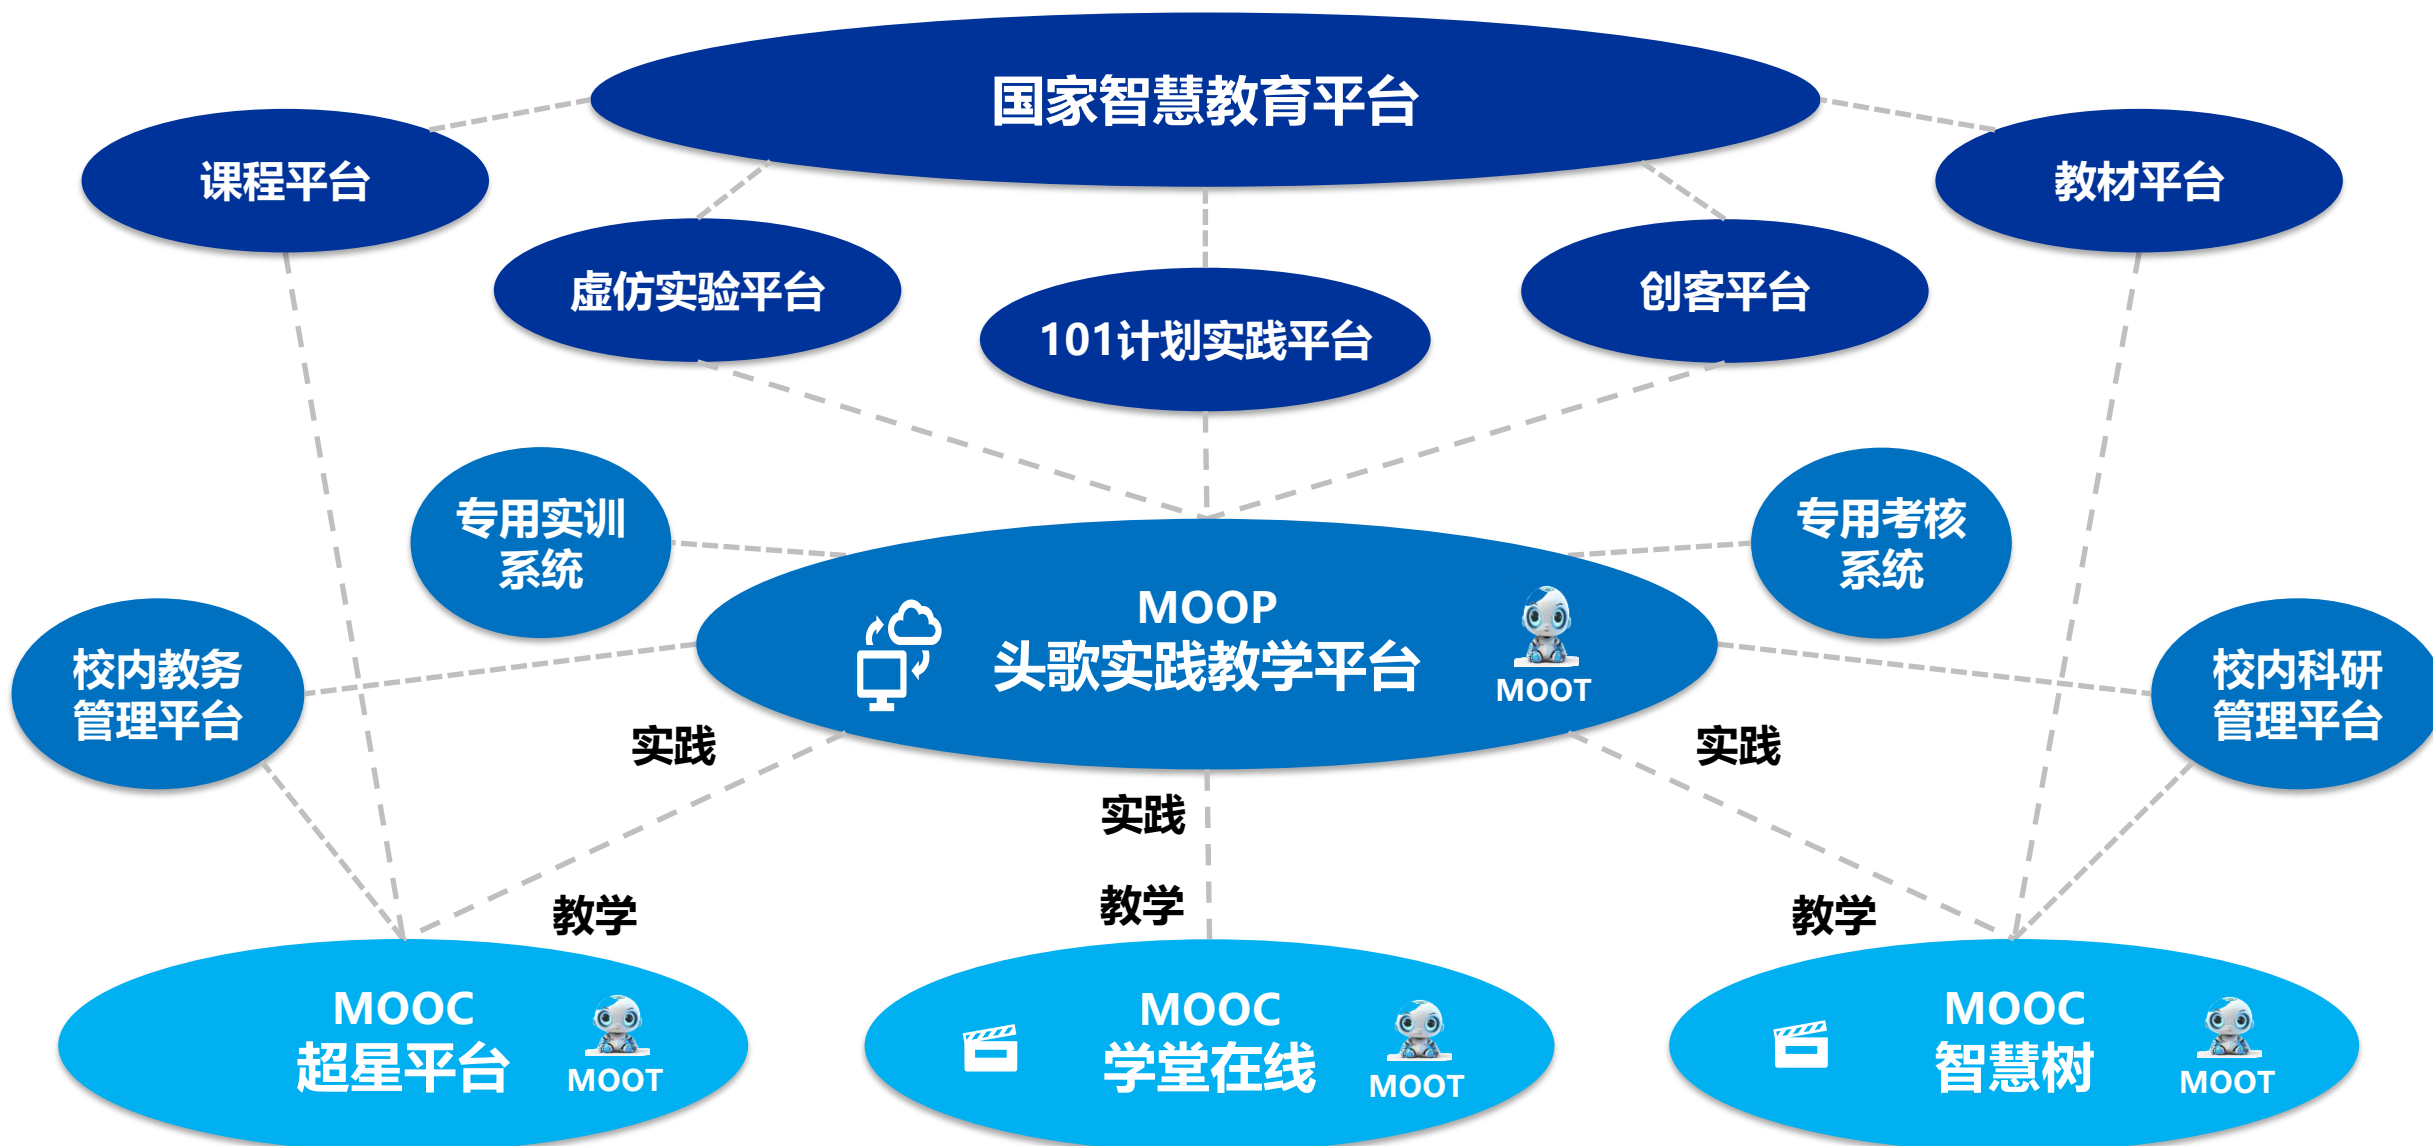 国家智慧教育平台
课程平台
教材平台
虚仿实验平台
创客平台
101计划实践平台
专用实训
系统
专用考核
系统
MOOP
头歌实践教学平台
MOOT
校内教务
管理平台
校内科研
管理平台
实践
实践
实践
教学
教学
教学
MOOC
超星平台
MOOT
MOOC
学堂在线
MOOT
MOOC
智慧树
MOOT